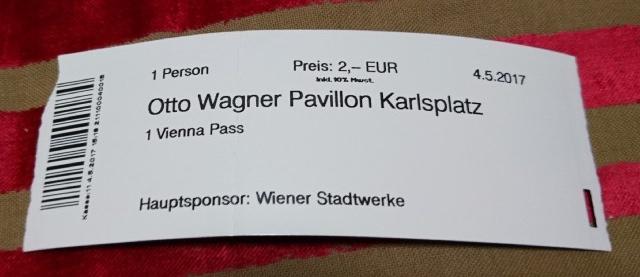 1 Person
Preis: 2,– EUR
4.5.2017
inkl. 10% Mwst.
Otto Wagner Pavillon Karlsplatz
1 Vienna Pass
Hauptsponsor: Wiener Stadtwerke